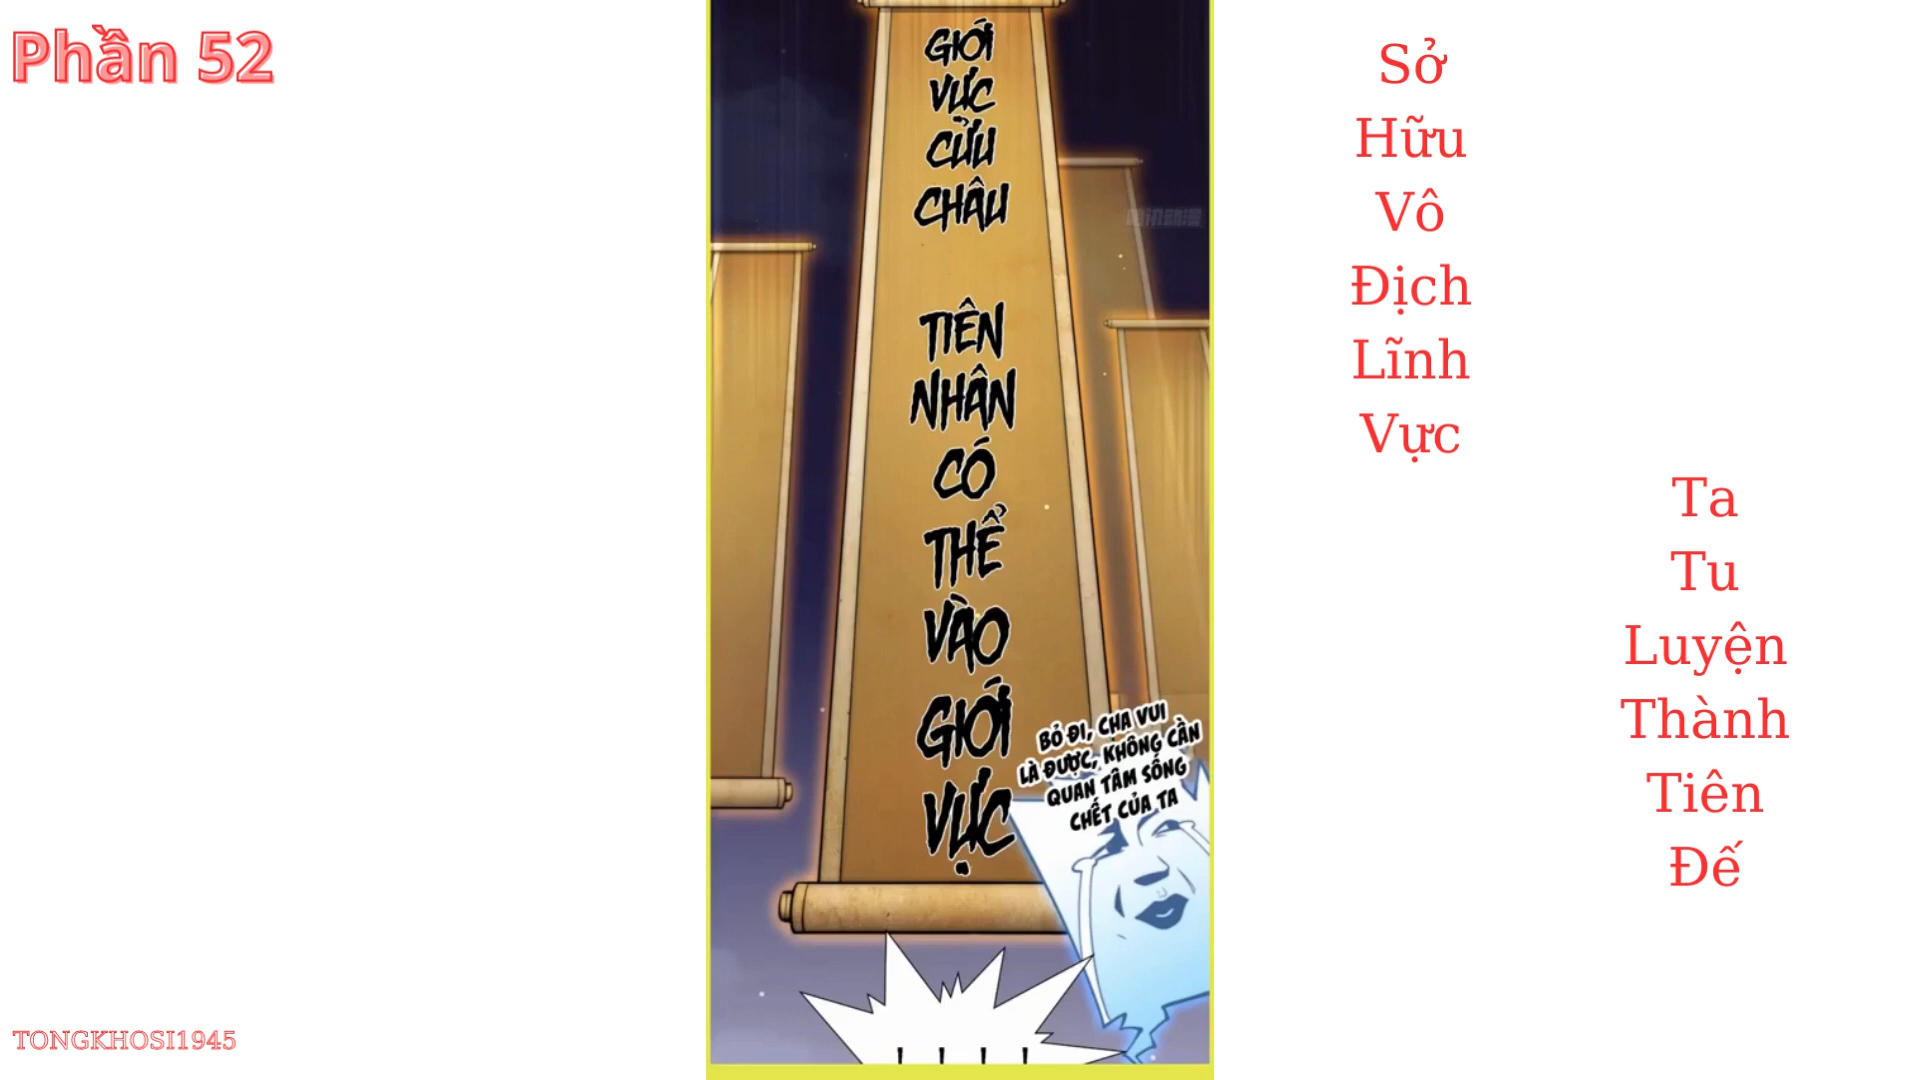 Phần 52
GIỚI
VỰC
CỬU
CHÂU
TIÊN
NHÂN
CÓ
THỂ
VÀO
GIỚI
VỰC
BỎ ĐI, CHA VUI
LÀ ĐƯỢC, KHÔNG CẦN
QUAN TÂM SỐNG
CHẾT CỦA TA
! ! ! !
Sở
Hữu
Vô
Địch
Lĩnh
Vực
Ta
Tu
Luyện
Thành
Tiên
Đế
TONGKHOSI1945